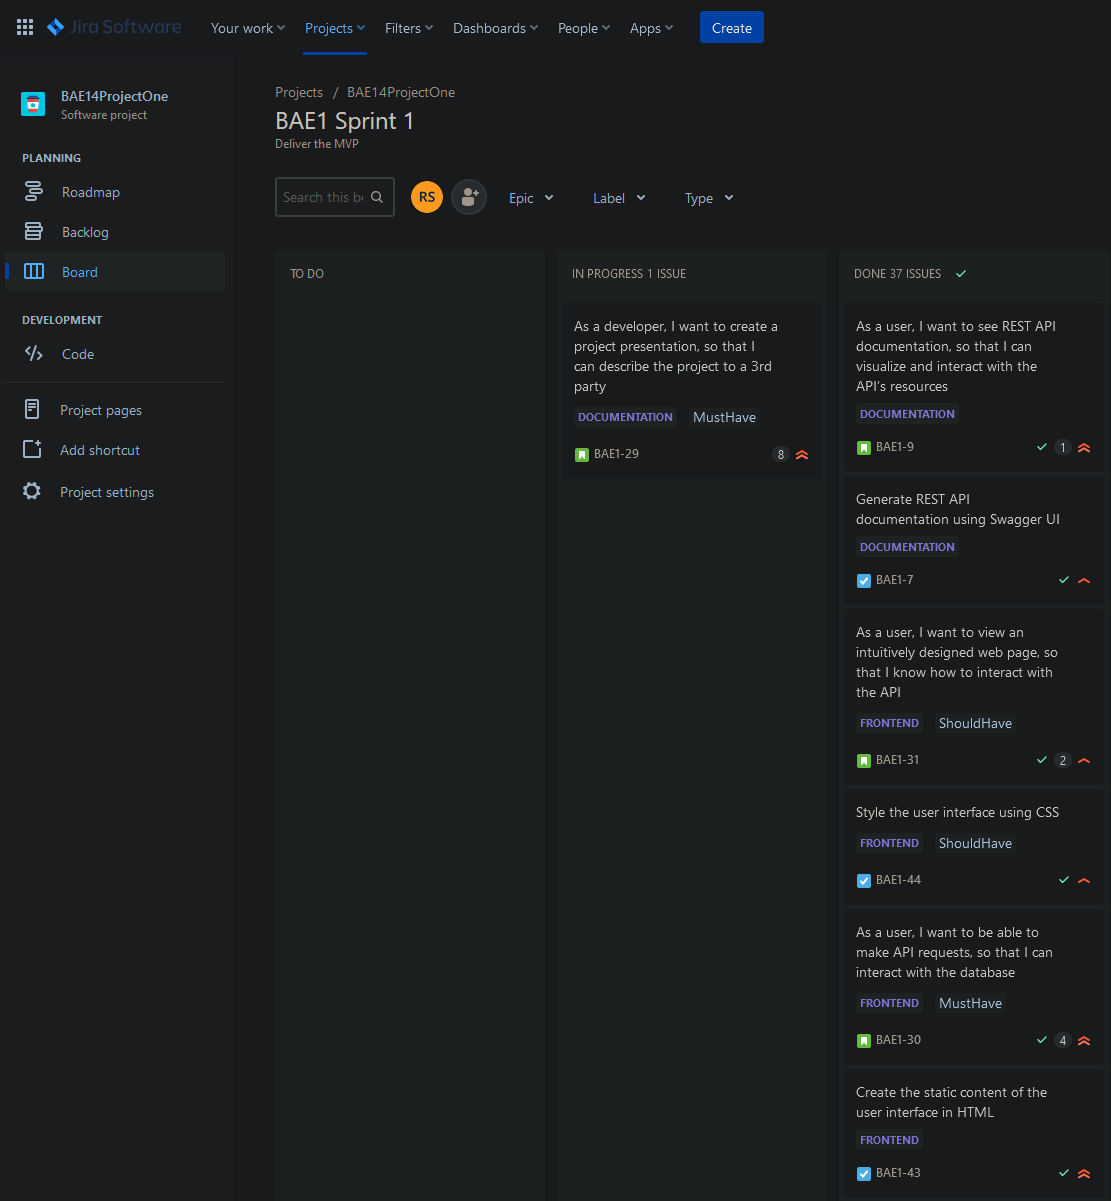 Jira Software
Your work
Projects
Filters
Dashboards
People
Apps
Create
BAE14ProjectOne
Software project
PLANNING
Roadmap
Backlog
Board
DEVELOPMENT
Code
Project pages
Add shortcut
Project settings
Projects / BAE14ProjectOne
BAE1 Sprint 1
Deliver the MVP
Search this b
RS
Epic
Label
Type
TO DO
IN PROGRESS 1 ISSUE
As a developer, I want to create a
project presentation, so that I
can describe the project to a 3rd
party
DOCUMENTATION MustHave
BAE1-29
8
DONE 37 ISSUES
As a user, I want to see REST API
documentation, so that I can
visualize and interact with the
API's resources
DOCUMENTATION
BAE1-9
1
Generate REST API
documentation using Swagger UI
DOCUMENTATION
BAE1-7
As a user, I want to view an
intuitively designed web page, so
that I know how to interact with
the API
FRONTEND ShouldHave
BAE1-31
2
Style the user interface using CSS
FRONTEND ShouldHave
BAE1-44
As a user, I want to be able to
make API requests, so that I can
interact with the database
FRONTEND MustHave
BAE1-30
4
Create the static content of the
user interface in HTML
FRONTEND
BAE1-43